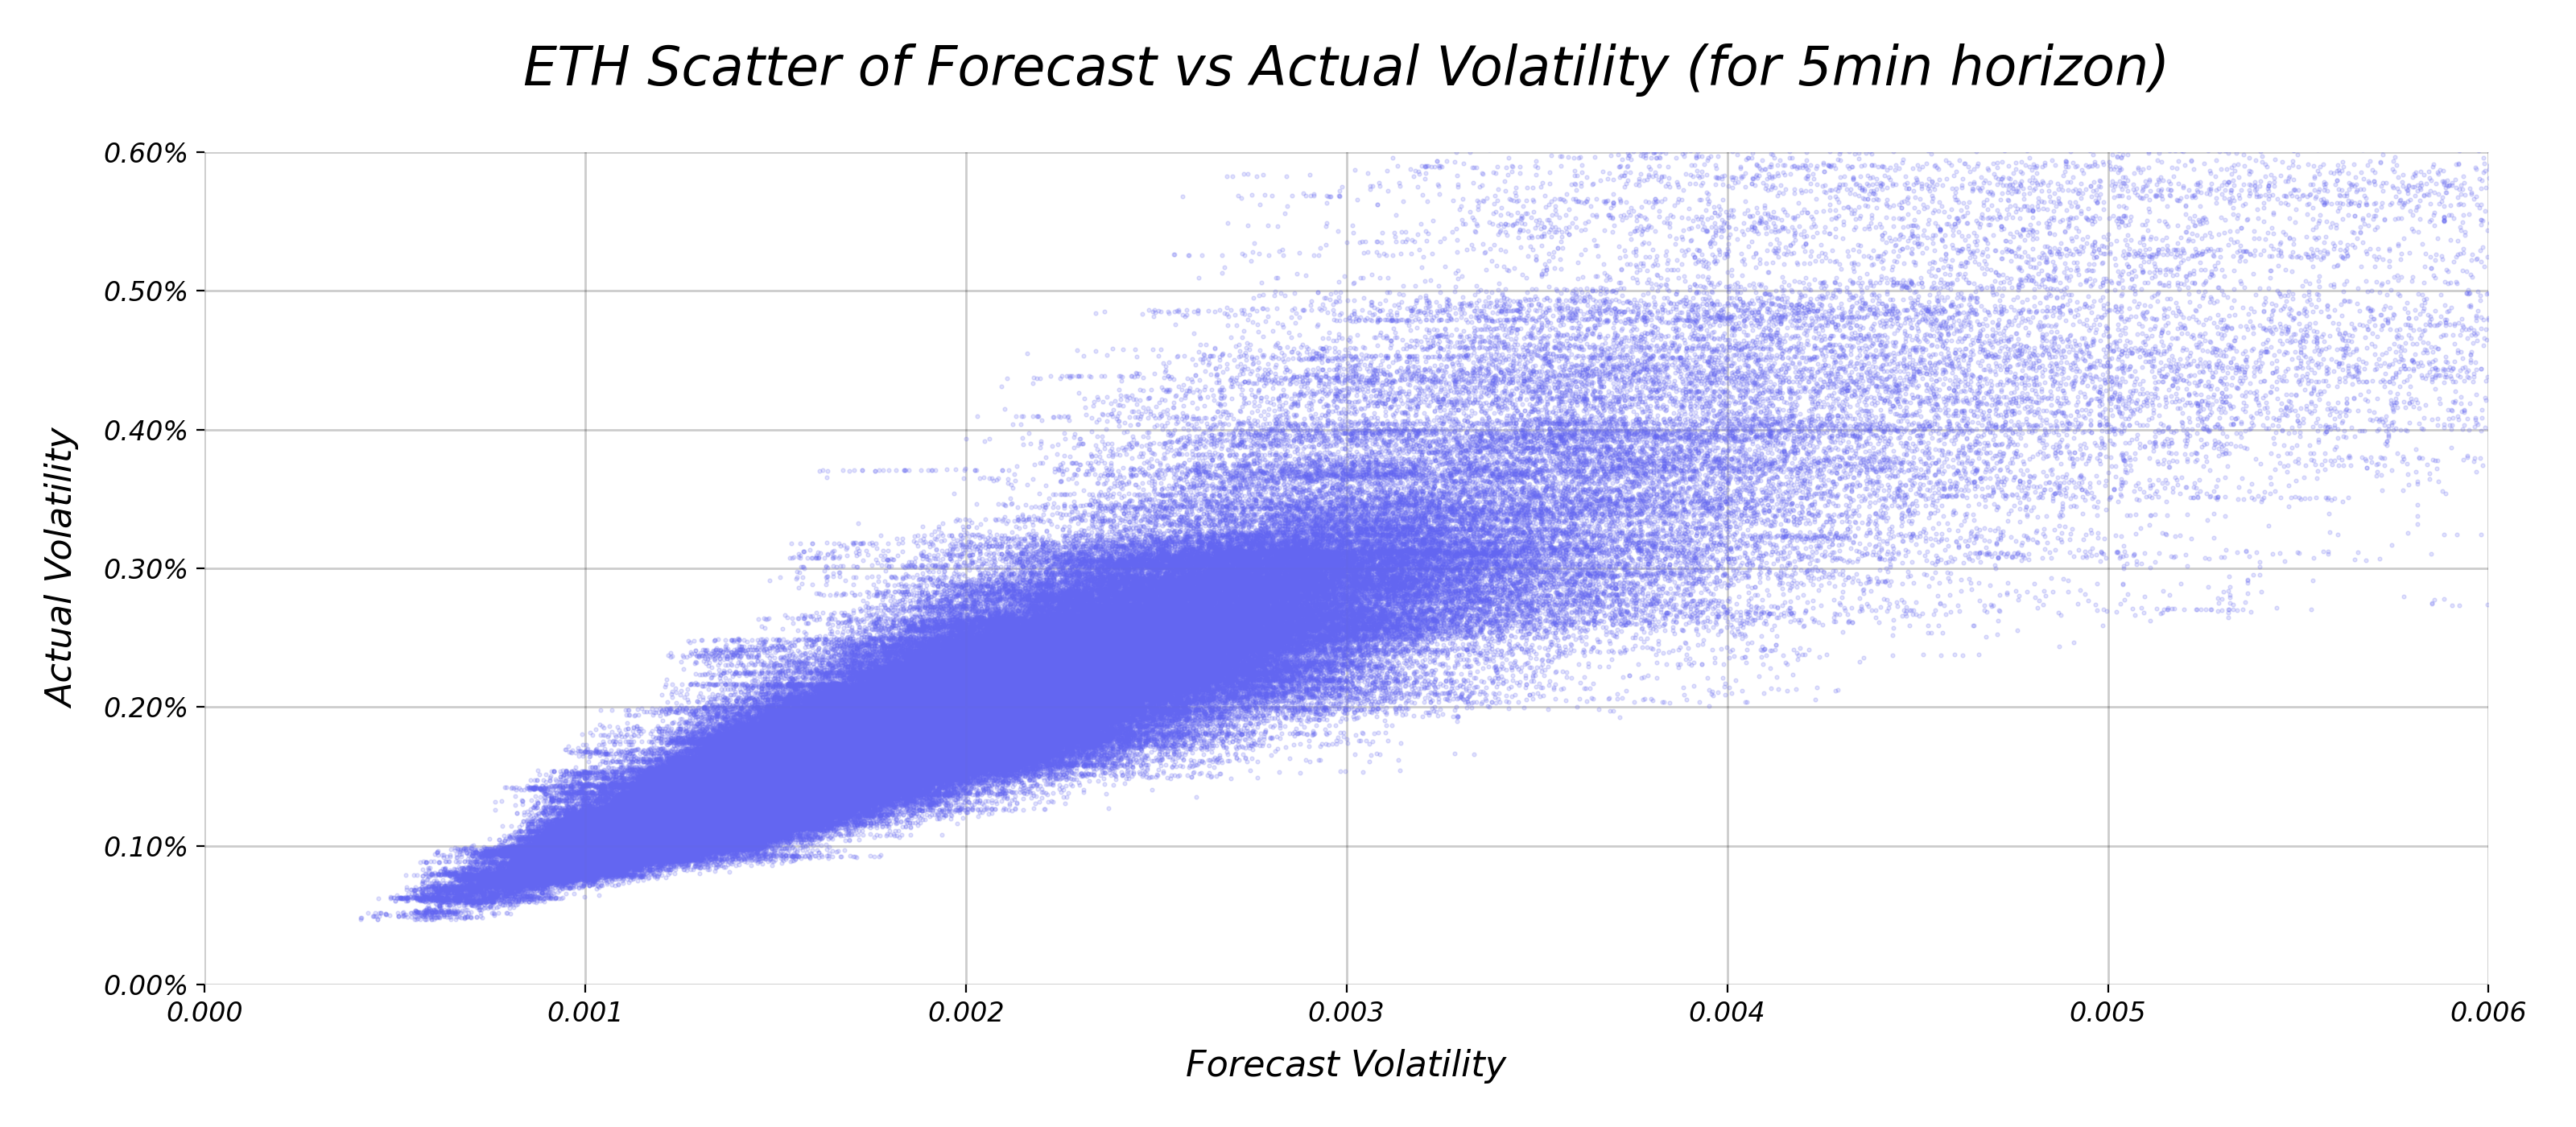 ETH Scatter of Forecast vs Actual Volatility (for 5min horizon)
0.60%
0.50%
0.40%
0.30%
0.20%
0.10%
0.00%
Actual Volatility
0.000 0.001 0.002 0.003 0.004 0.005 0.006
Forecast Volatility